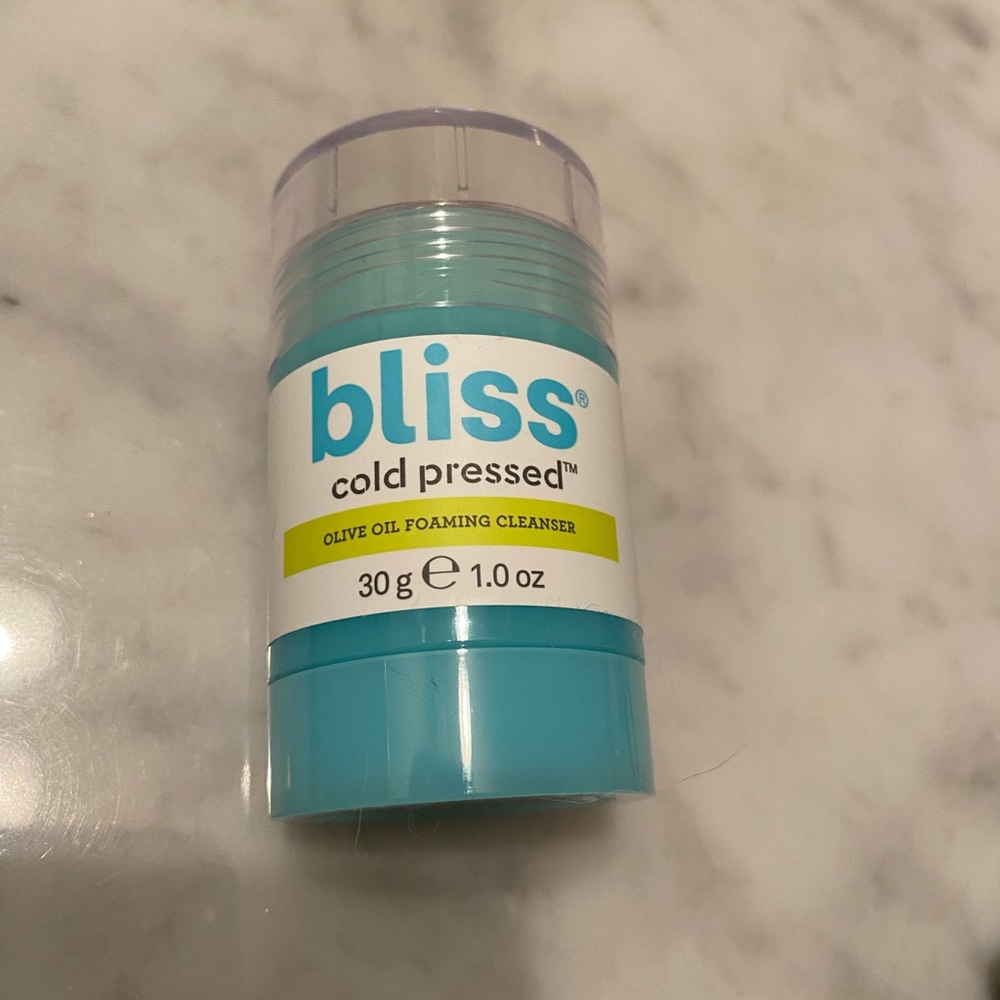 bliss®
cold pressed™
OLIVE OIL FOAMING CLEANSER
30 g ℮ 1.0 oz